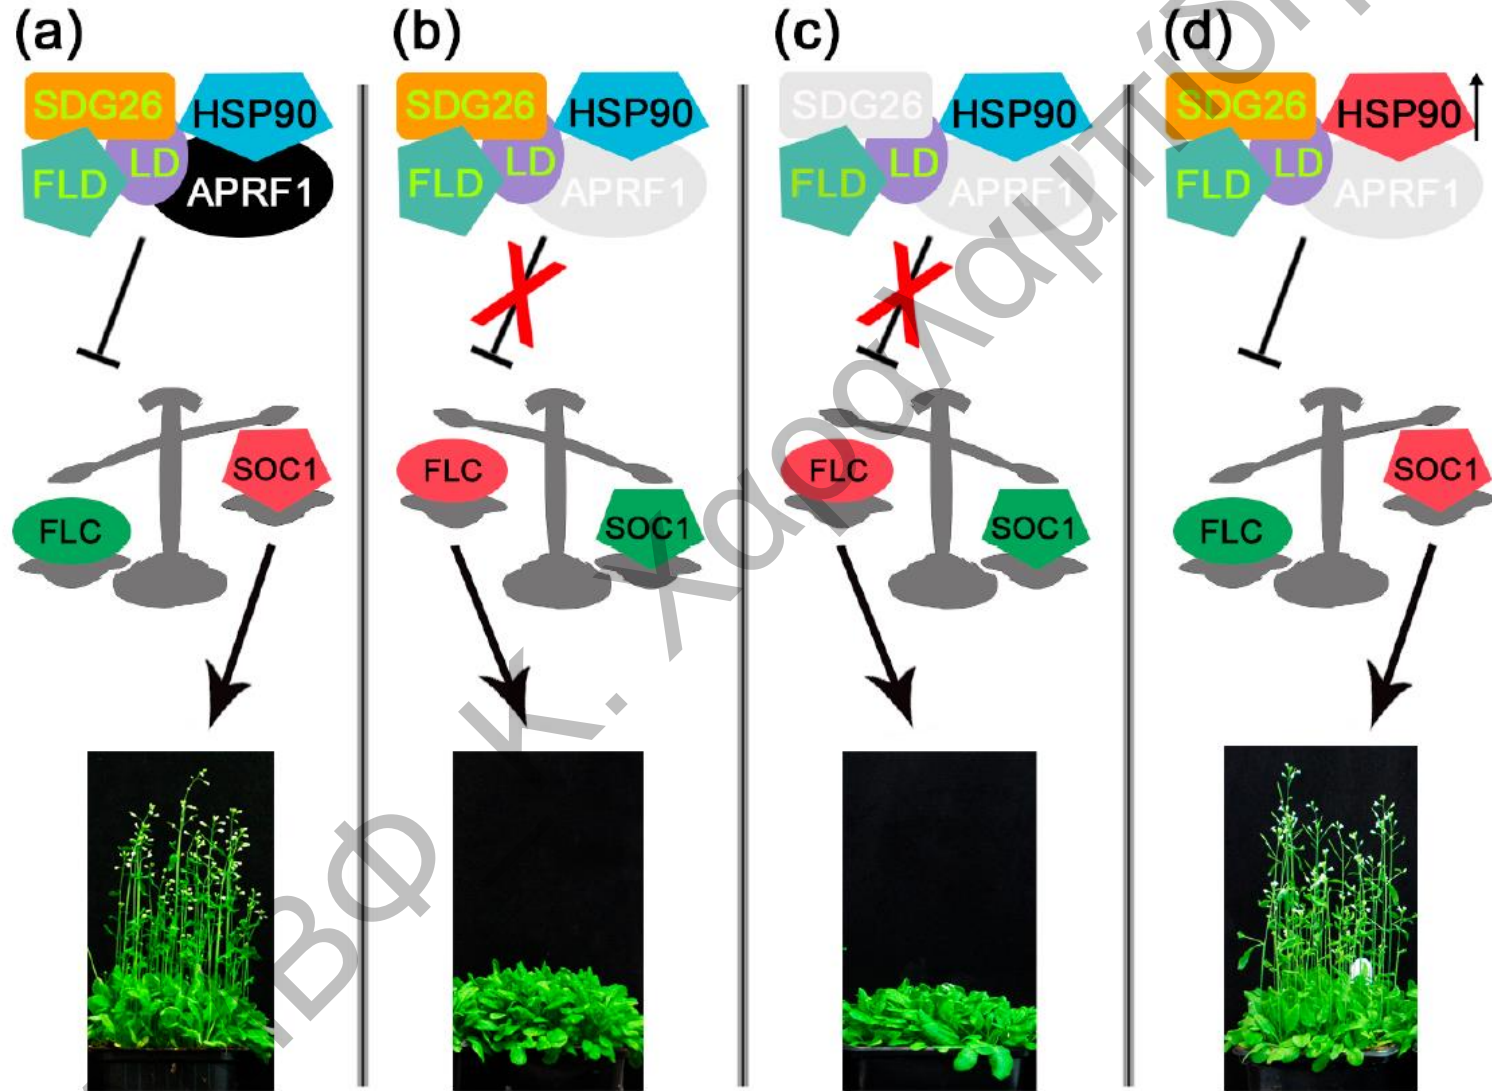 (a)
SDG26
HSP90
FLD
LD
APRF1
SOC1
FLC
(b)
SDG26
HSP90
FLD
LD
APRF1
FLC
SOC1
(c)
SDG26
HSP90
FLD
LD
APRF1
FLC
SOC1
(d)
SDG26
HSP90
FLD
LD
APRF1
SOC1
FLC
Κ. Χαραλαμπίδη